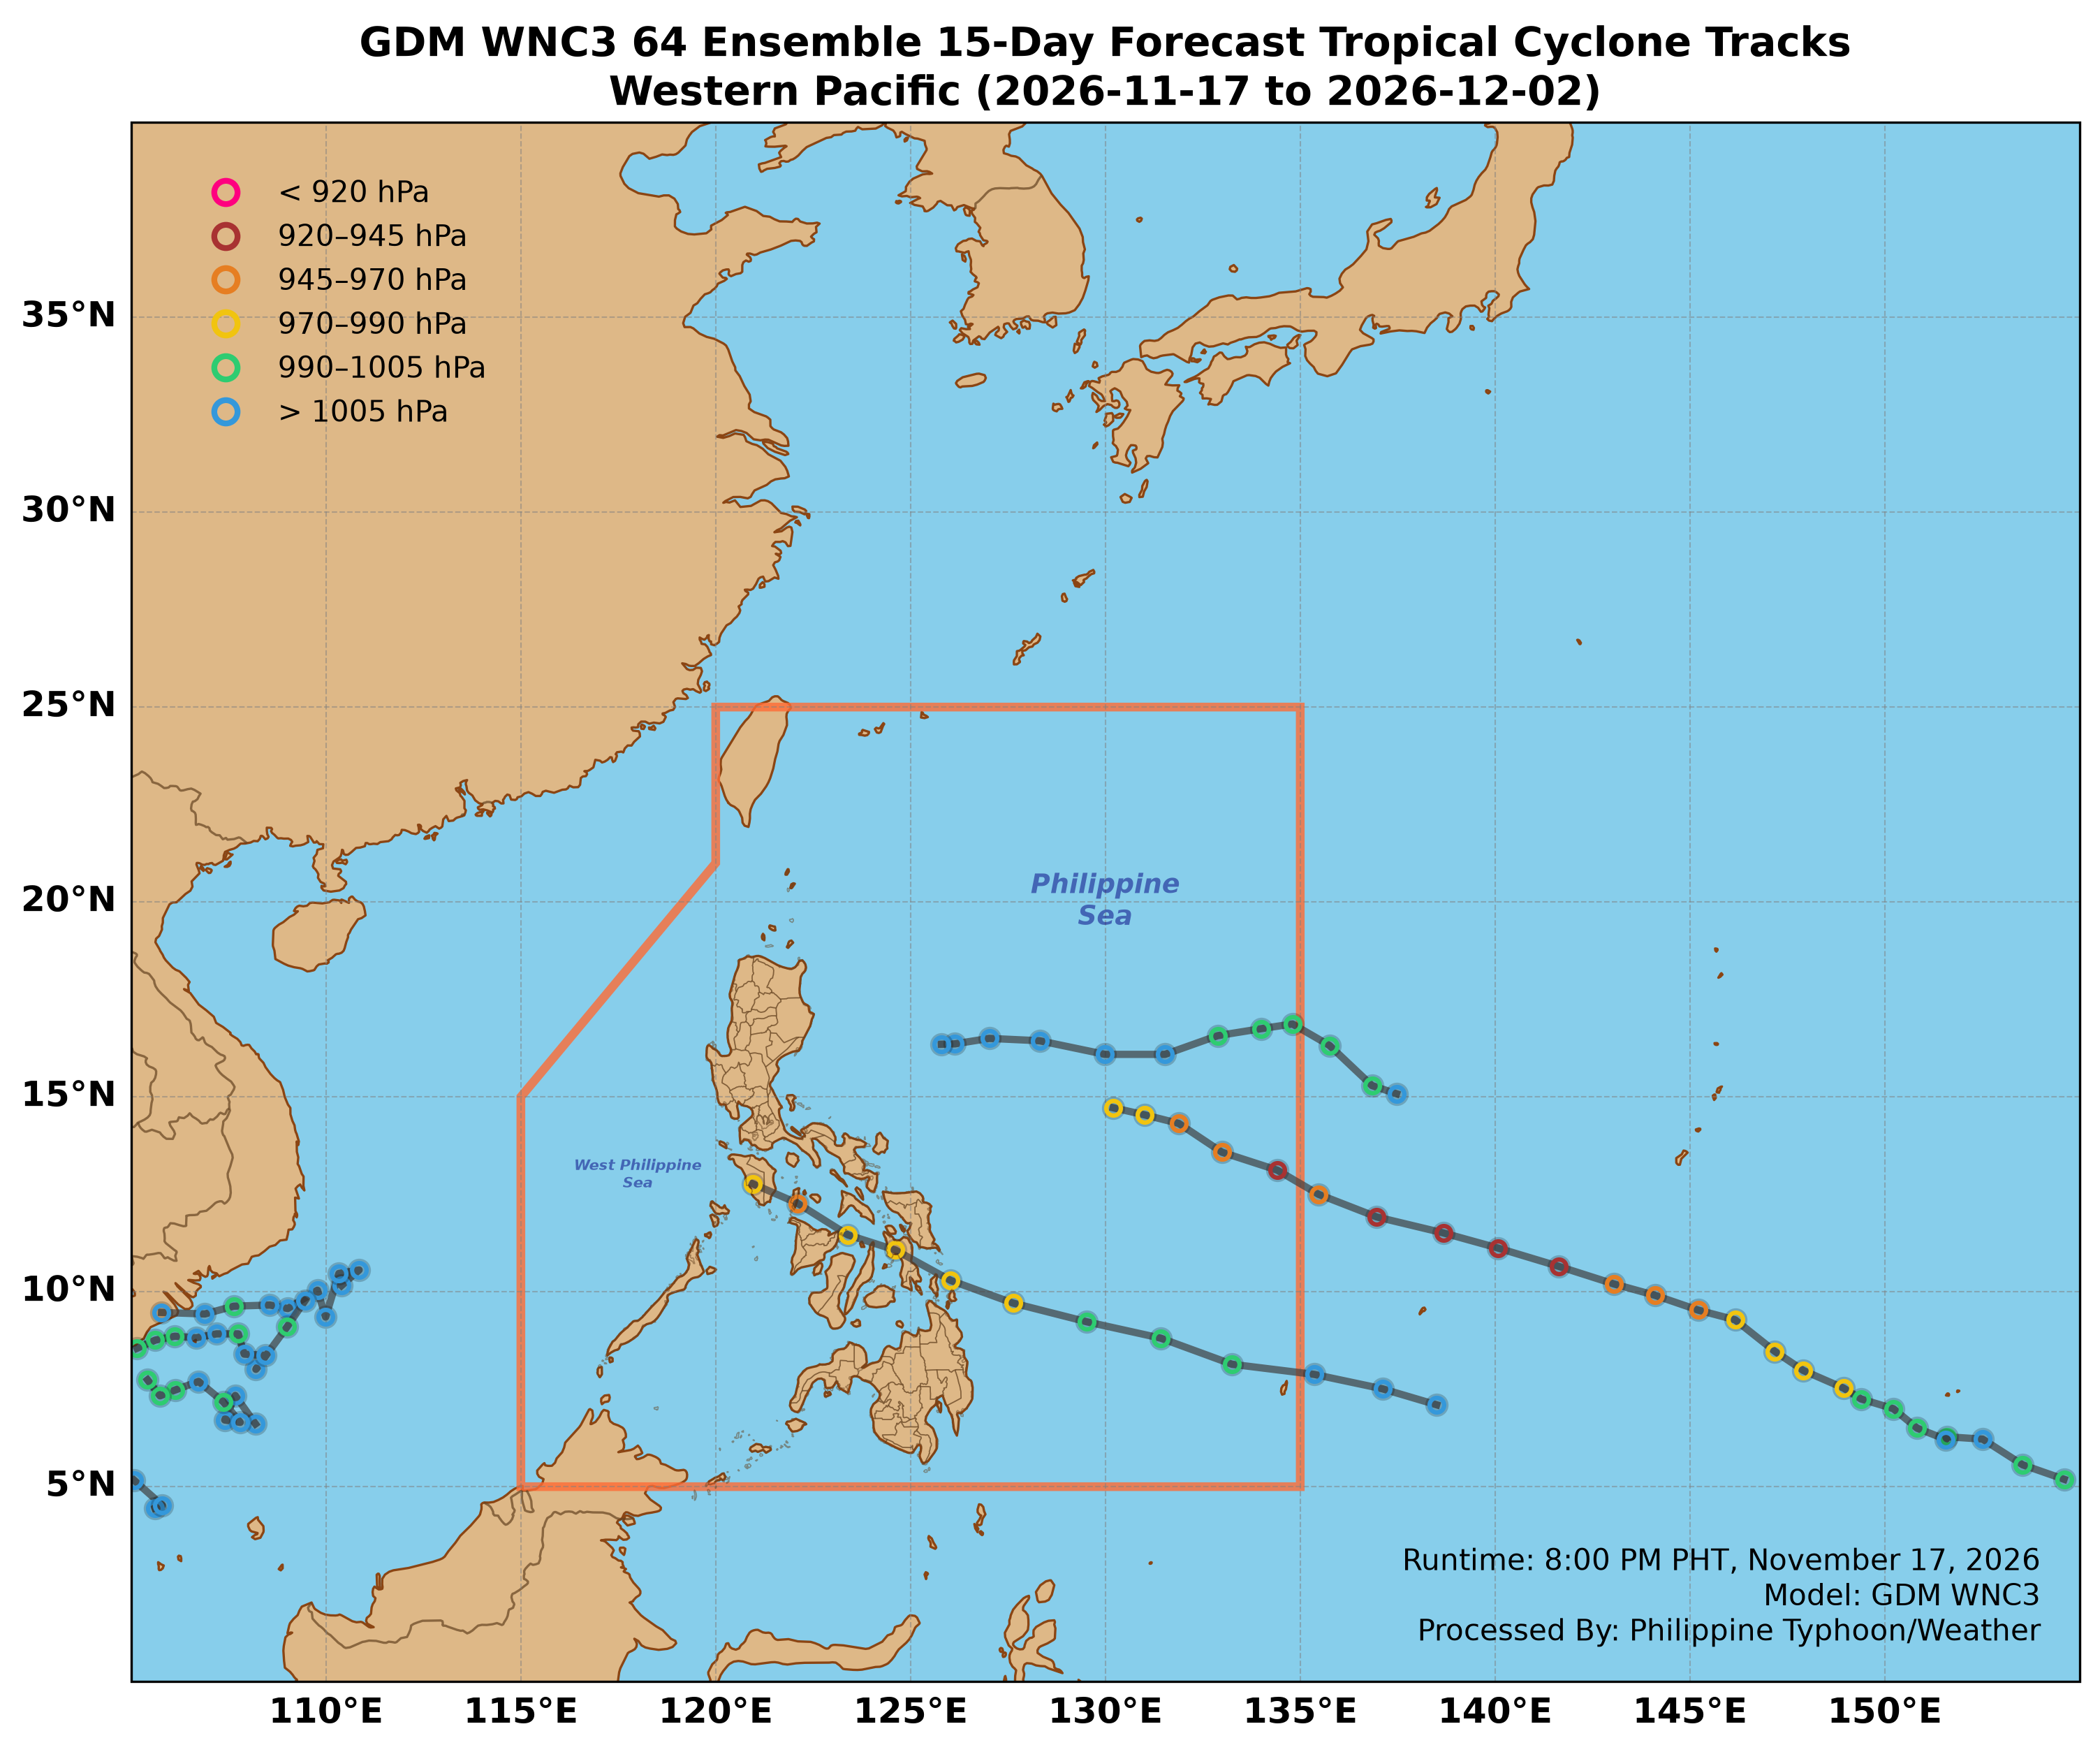 GDM WNC3 64 Ensemble 15-Day Forecast Tropical Cyclone Tracks
Western Pacific (2026-11-17 to 2026-12-02)
< 920 hPa
920–945 hPa
945–970 hPa
970–990 hPa
990–1005 hPa
> 1005 hPa
35°N
30°N
25°N
20°N
15°N
10°N
5°N
Philippine
Sea
West Philippine
Sea
Runtime: 8:00 PM PHT, November 17, 2026
Model: GDM WNC3
Processed By: Philippine Typhoon/Weather
110°E
115°E
120°E
125°E
130°E
135°E
140°E
145°E
150°E